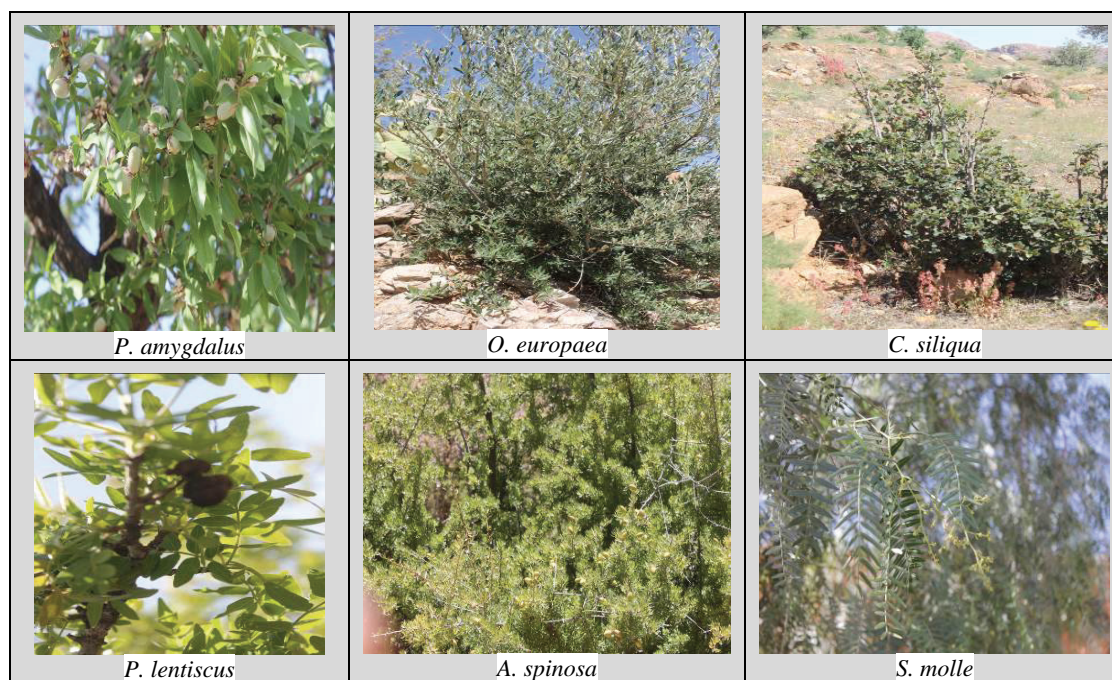 P. amygdalus
O. europaea
C. siliqua
P. lentiscus
A. spinosa
S. molle